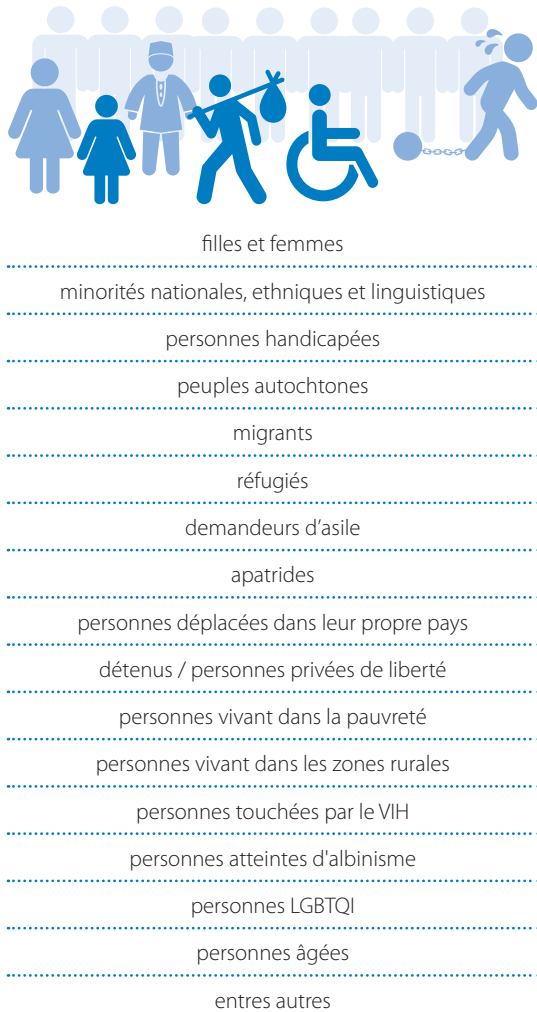 filles et femmes
minorités nationales, ethniques et linguistiques
personnes handicapées
peuples autochtones
migrants
réfugiés
demandeurs d’asile
apatrides
personnes déplacées dans leur propre pays
détenus / personnes privées de liberté
personnes vivant dans la pauvreté
personnes vivant dans les zones rurales
personnes touchées par le VIH
personnes atteintes d'albinisme
personnes LGBTQI
personnes âgées
entres autres